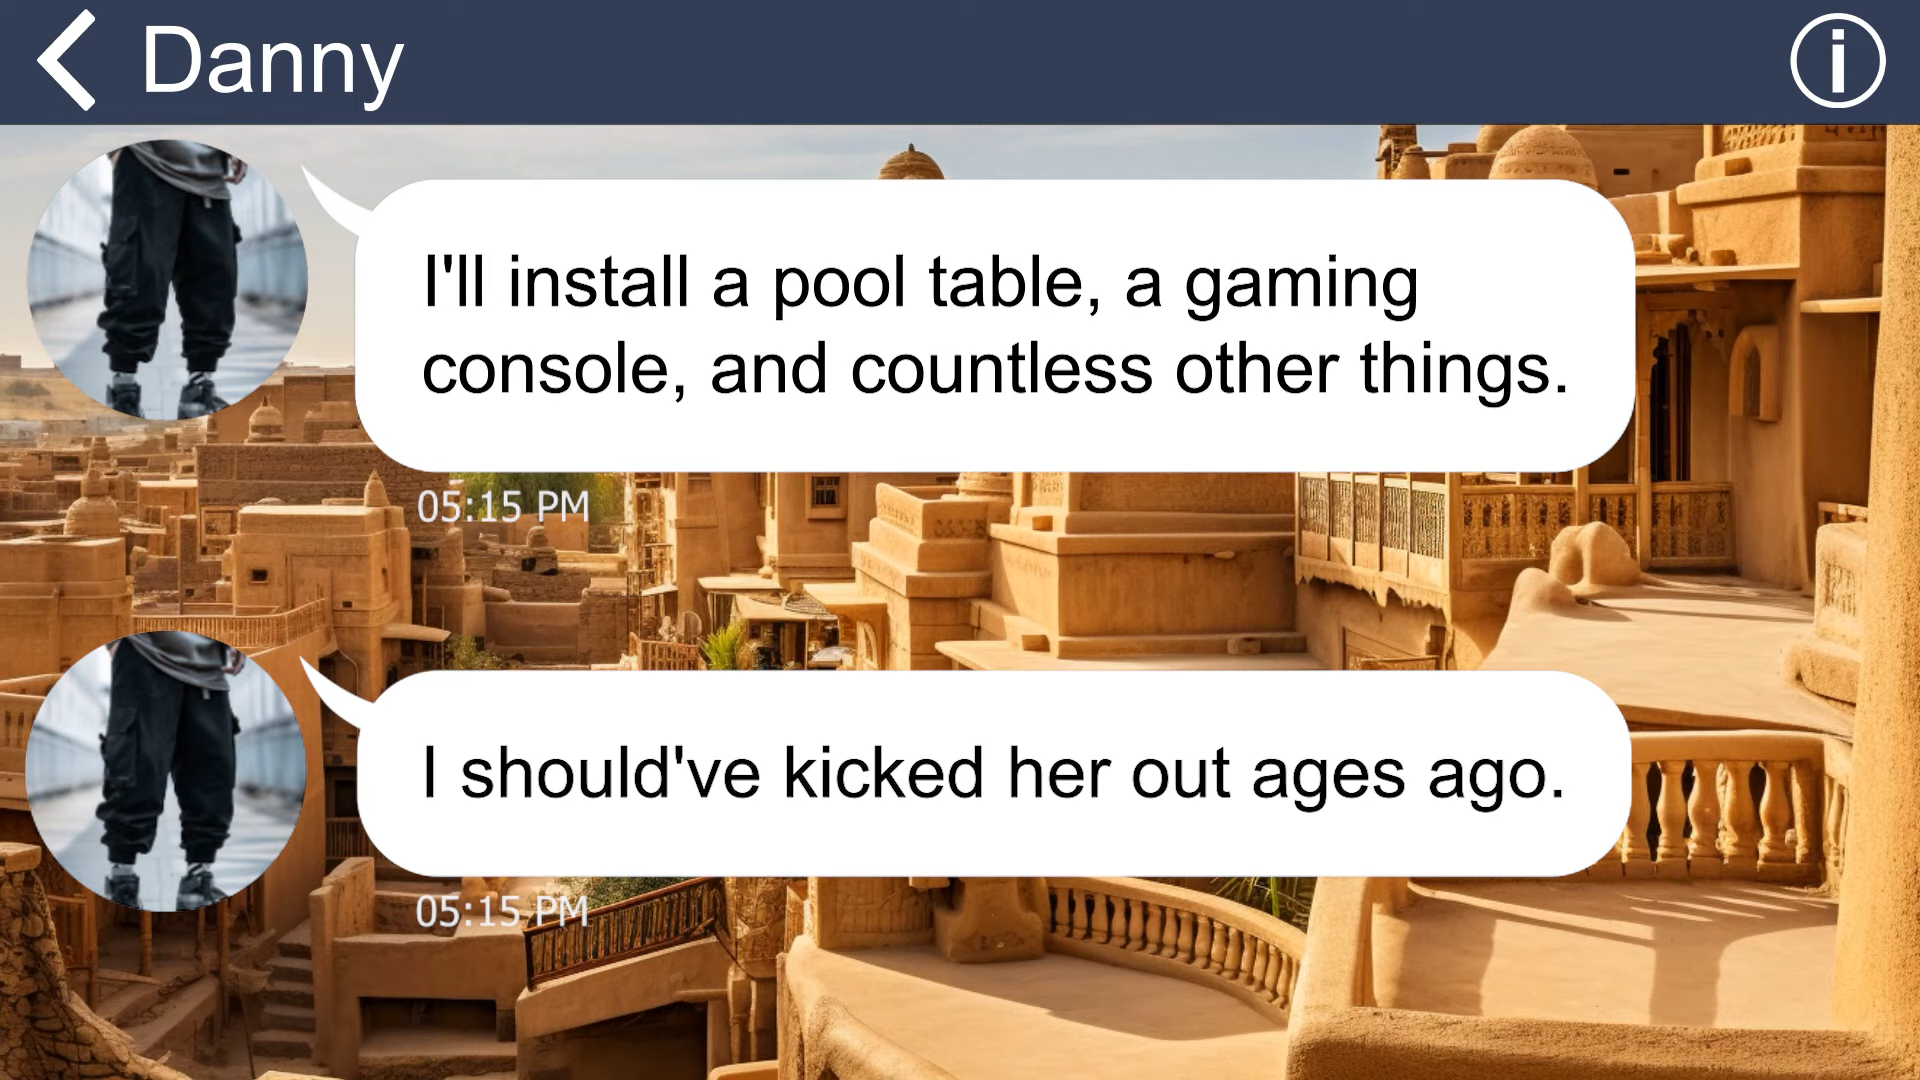 Danny
I'll install a pool table, a gaming
console, and countless other things.
05:15 PM
I should've kicked her out ages ago.
05:15 PM